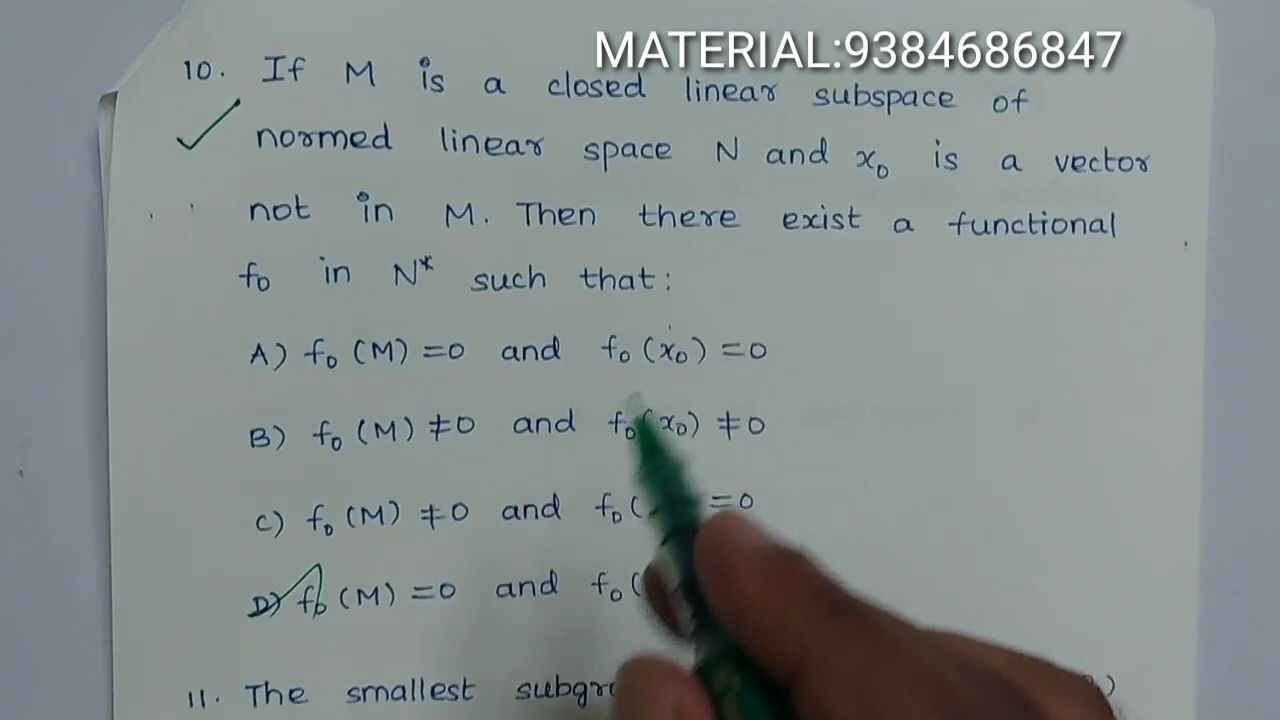 MATERIAL:9384686847
10. If M is a closed linear subspace of
normed linear space N and x₀ is a vector
not in M. Then there exist a functional
f₀ in N* such that:
A) f₀ (M) =0 and f₀ (x₀) =0
B) f₀ (M) ≠0 and f₀(x₀) ≠0
C) f₀ (M) ≠0 and f₀( =0
D) f₀ (M) =0 and f₀(
11. The smallest